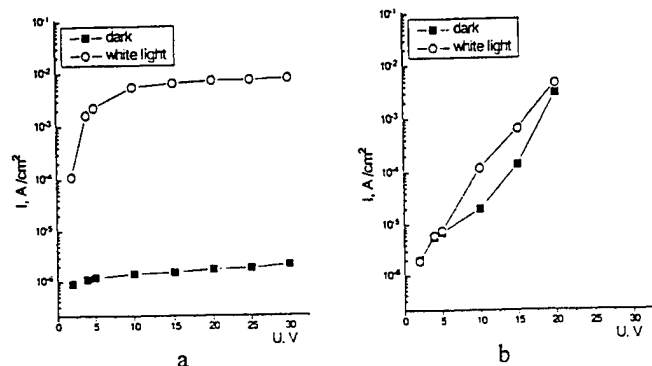 dark
white light
I, A/cm²
10⁻¹
10⁻²
10⁻³
10⁻⁴
10⁻⁵
10⁻⁶
0 5 10 15 20 25 30
U. V
a
dark
white light
I, A/cm²
10⁻¹
10⁻²
10⁻³
10⁻⁴
10⁻⁵
10⁻⁶
0 5 10 15 20 25 30
U. V
b